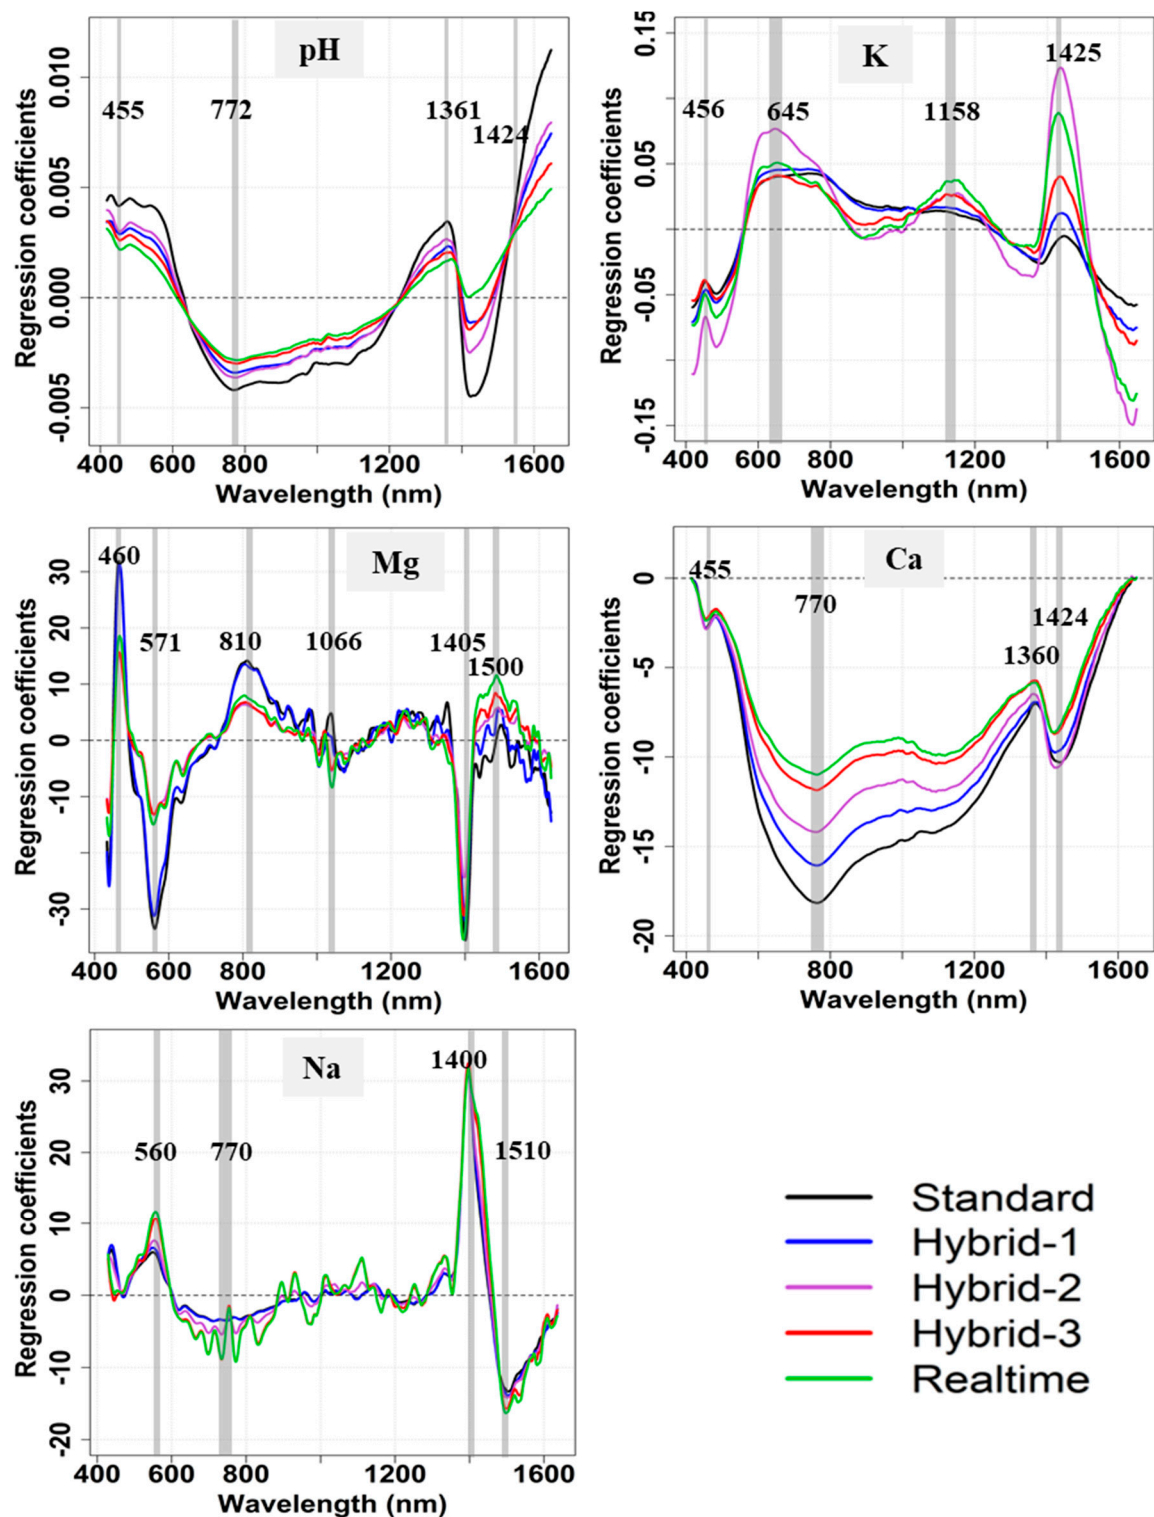 pH
455
772
1361
1424
0.010
0.005
0.000
-0.005
Regression coefficients
400 600 800 1200 1600
Wavelength (nm)
K
456
645
1158
1425
0.15
0.05
-0.05
-0.15
Regression coefficients
400 600 800 1200 1600
Wavelength (nm)
Mg
460
571
810
1066
1405
1500
30
20
10
0
-10
-30
Regression coefficients
400 600 800 1200 1600
Wavelength (nm)
Ca
455
770
1360
1424
0
-5
-10
-15
-20
Regression coefficients
400 800 1200 1600
Wavelength (nm)
Na
560
770
1400
1510
30
20
10
0
-10
-20
Regression coefficients
400 600 800 1200 1600
Wavelength (nm)
Standard
Hybrid-1
Hybrid-2
Hybrid-3
Realtime